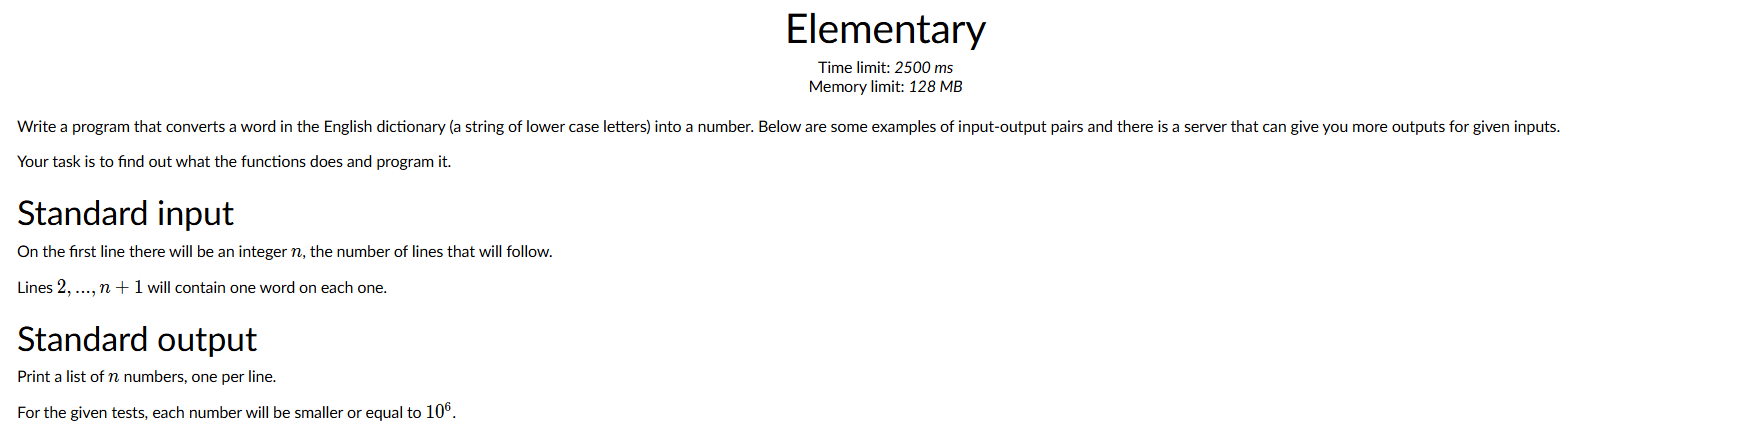 Elementary
Time limit: 2500 ms
Memory limit: 128 MB
Write a program that converts a word in the English dictionary (a string of lower case letters) into a number. Below are some examples of input-output pairs and there is a server that can give you more outputs for given inputs.
Your task is to find out what the functions does and program it.
Standard input
On the first line there will be an integer n, the number of lines that will follow.
Lines 2, ..., n + 1 will contain one word on each one.
Standard output
Print a list of n numbers, one per line.
For the given tests, each number will be smaller or equal to 10⁶.